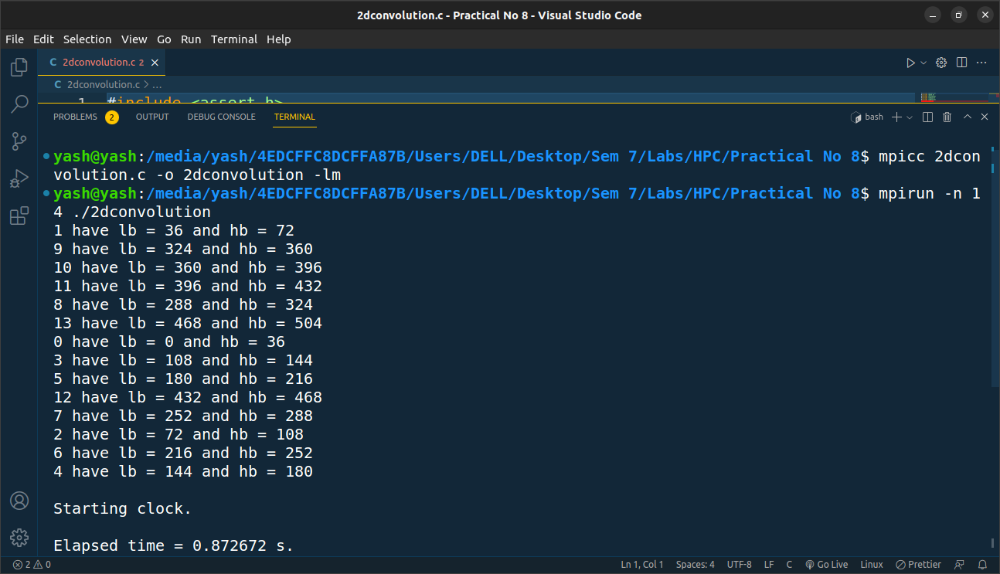 2dconvolution.c - Practical No 8 - Visual Studio Code
File Edit Selection View Go Run Terminal Help
C 2dconvolution.c 2
C 2dconvolution.c > ...
1 #include <assert.h>
PROBLEMS 2 OUTPUT DEBUG CONSOLE TERMINAL bash
yash@yash:/media/yash/4EDCFFC8DCFFA87B/Users/DELL/Desktop/Sem 7/Labs/HPC/Practical No 8$ mpicc 2dcon
volution.c -o 2dconvolution -lm
yash@yash:/media/yash/4EDCFFC8DCFFA87B/Users/DELL/Desktop/Sem 7/Labs/HPC/Practical No 8$ mpirun -n 1
4 ./2dconvolution
1 have lb = 36 and hb = 72
9 have lb = 324 and hb = 360
10 have lb = 360 and hb = 396
11 have lb = 396 and hb = 432
8 have lb = 288 and hb = 324
13 have lb = 468 and hb = 504
0 have lb = 0 and hb = 36
3 have lb = 108 and hb = 144
5 have lb = 180 and hb = 216
12 have lb = 432 and hb = 468
7 have lb = 252 and hb = 288
2 have lb = 72 and hb = 108
6 have lb = 216 and hb = 252
4 have lb = 144 and hb = 180
Starting clock.
Elapsed time = 0.872672 s.
2 0 Ln 1, Col 1 Spaces: 4 UTF-8 LF C Go Live Linux Prettier